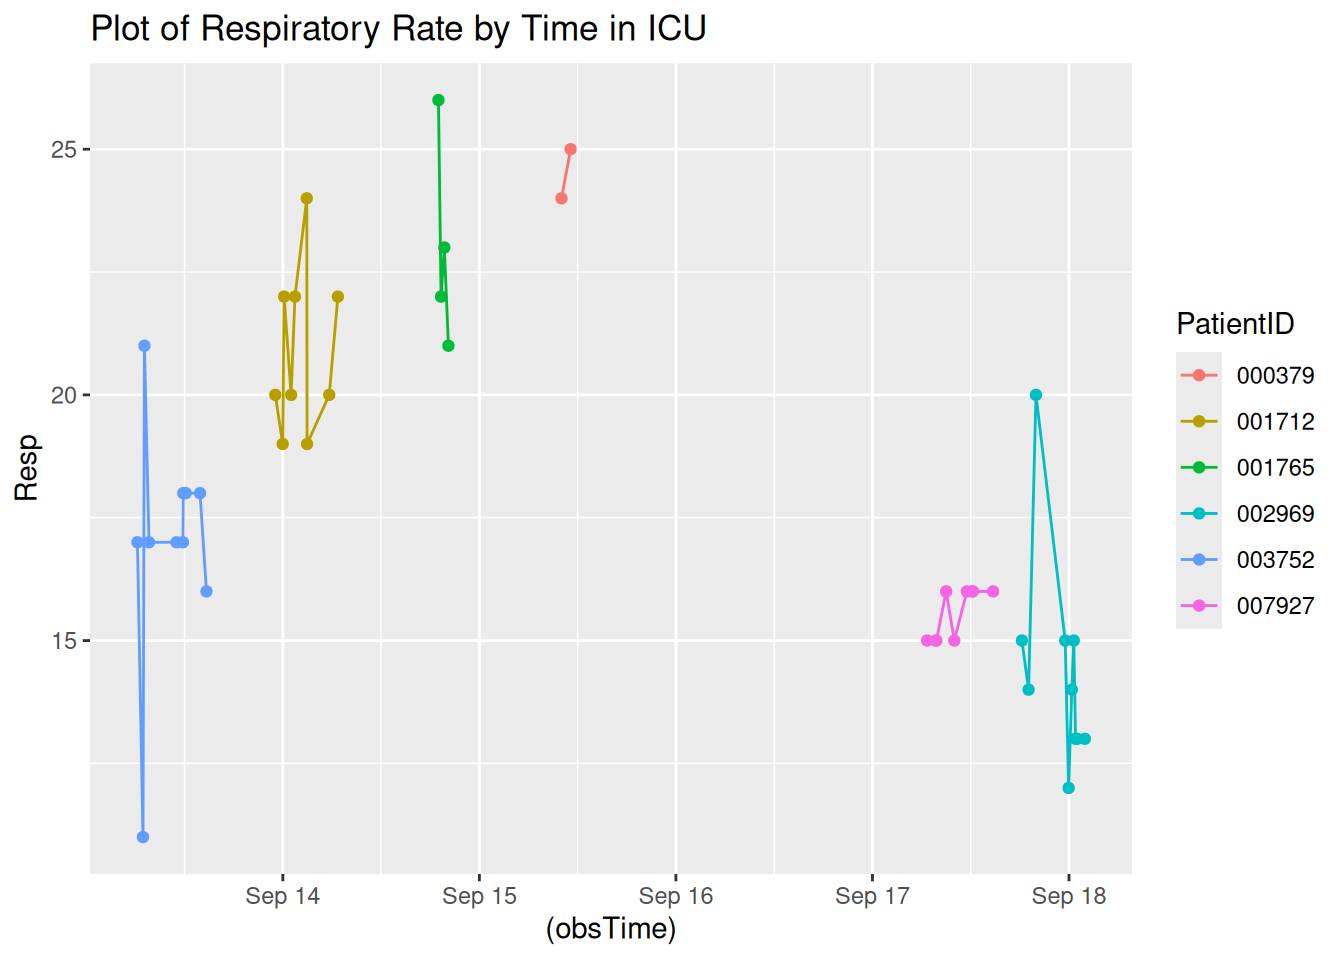 Plot of Respiratory Rate by Time in ICU
25
20
15
Resp
Sep 14
Sep 15
Sep 16
Sep 17
Sep 18
(obsTime)
PatientID
000379
001712
001765
002969
003752
007927